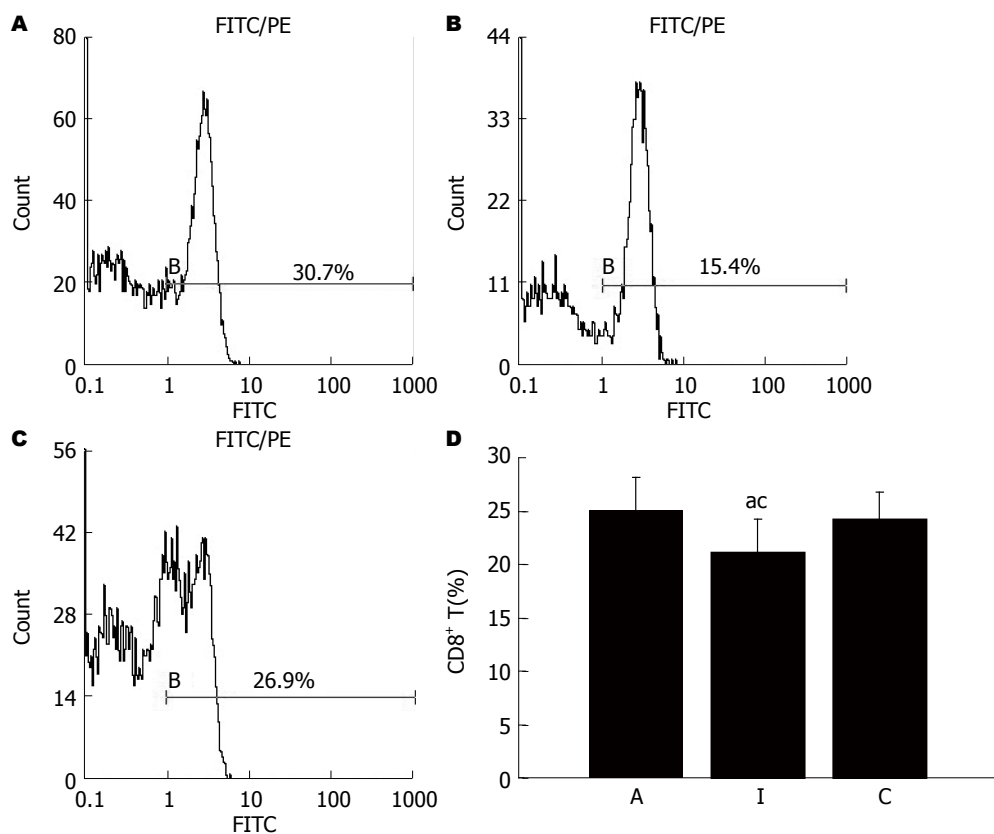 A
FITC/PE
80
60
40
20
0
Count
B
30.7%
0.1 1 10 100 1000
FITC
B
FITC/PE
44
33
22
11
0
Count
B
15.4%
0.1 1 10 100 1000
FITC
C
FITC/PE
56
42
28
14
0
Count
B
26.9%
0.1 1 10 100 1000
FITC
D
30
25
20
15
10
5
0
CD8⁺ T(%)
ac
A I C